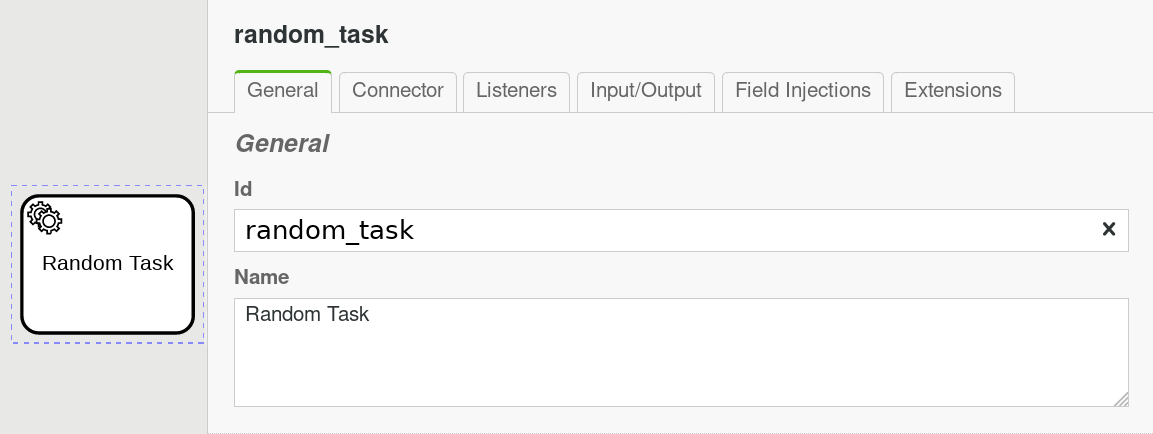 random_task
General Connector Listeners Input/Output Field Injections Extensions
General
Id
random_task
Name
Random Task
Random Task